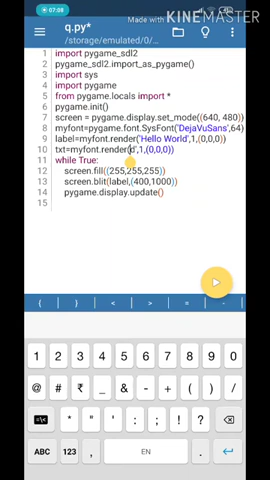 07:08
KINEMASTER
q.py*
/storage/emulated/0/
1 import pygame_sdl2
2 pygame_sdl2.import_as_pygame()
3 import sys
4 import pygame
5 from pygame.locals import *
6 pygame.init()
7 screen = pygame.display.set_mode((640, 480))
8 myfont=pygame.font.SysFont('DejaVuSans',64)
9 label=myfont.render('Hello World',1,(0,0,0))
10 txt=myfont.render(d',1,(0,0,0))
11 while True:
12 screen.fill((255,255,255))
13 screen.blit(label,(400,1000))
14 pygame.display.update()
15
{ } < > = -
1 2 3 4 5 6 7 8 9 0
@ # ₹ _ & - + ( ) /
=\< * " ' : ; ! ?
ABC 123 , EN .